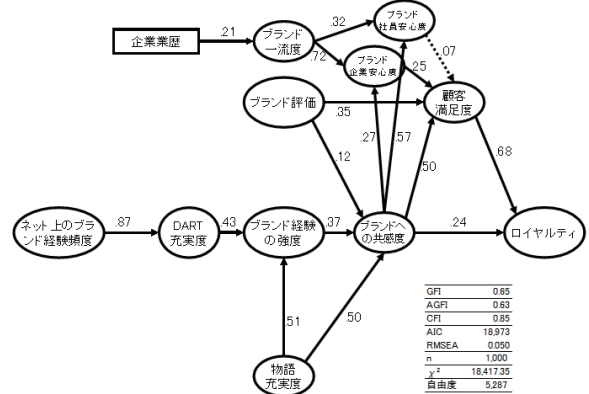 ブランド
社員安心度
.32
.21
企業業歴
ブランド
一流度
.07
.72
ブランド
企業安心度
.25
ブランド評価
.35
顧客
満足度
.27
.57
.12
.50
.68
ネット上のブラ
ンド経験頻度
.87
DART
充実度
.43
ブランド経験
の強度
.37
ブランドへ
の共感度
.24
ロイヤルティ
.51
.50
物語
充実度
GFI 0.65
AGFI 0.63
CFI 0.85
AIC 18,973
RMSEA 0.050
n 1,000
χ² 18,417.35
自由度 5,287